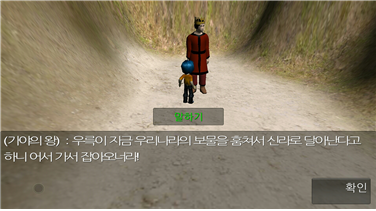 말하기
(가야의 왕) : 우륵이 지금 우리나라의 보물을 훔쳐서 신라로 달아난다고
하니 어서 가서 잡아오너라!
확인